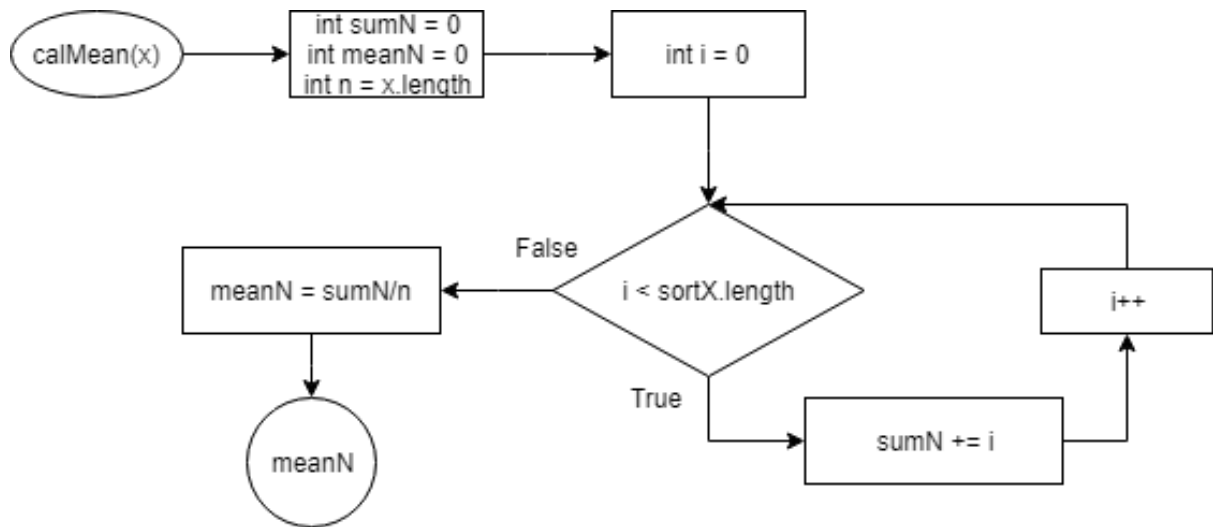 calMean(x)
int sumN = 0
int meanN = 0
int n = x.length
int i = 0
False
meanN = sumN/n
i < sortX.length
i++
True
sumN += i
meanN